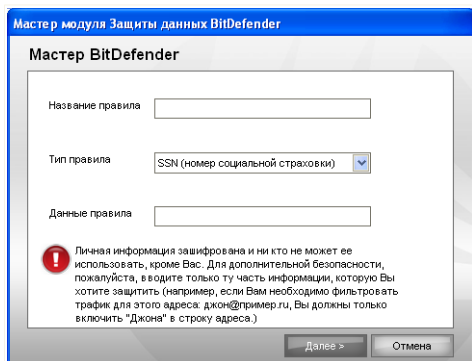 Мастер модуля Защиты данных BitDefender
Мастер BitDefender
Название правила
Тип правила
SSN (номер социальной страховки)
Данные правила
Личная информация зашифрована и ни кто не может ее
использовать, кроме Вас. Для дополнительной безопасности,
пожалуйста, вводите только ту часть информации, которую Вы
хотите защитить (например, если Вам необходимо фильтровать
трафик для этого адреса: джон@пример.ru, Вы должны только
включить "Джона" в строку адреса.)
Далее >
Отмена